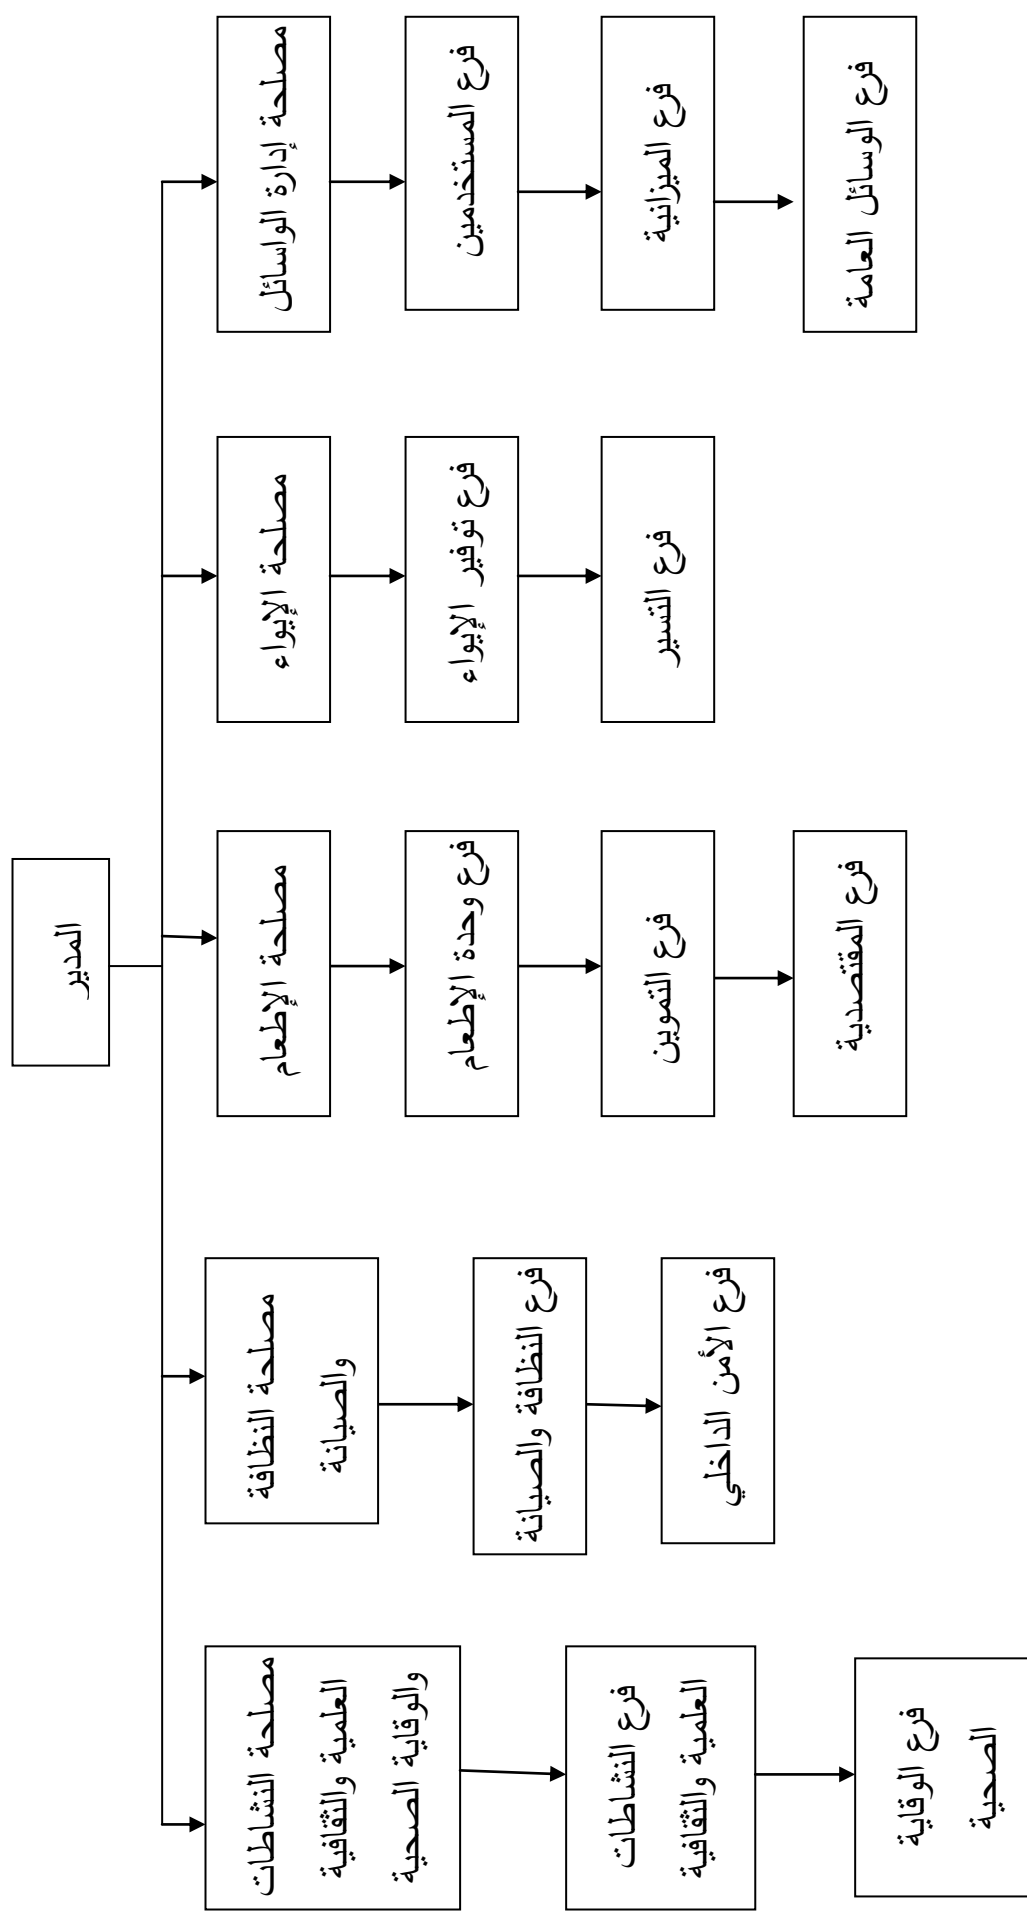 المدير
مصلحة إدارة الواسائل
فرع المستخدمين
فرع الميزانية
فرع الوسائل العامة
مصلحة الإيواء
فرع توفير الإيواء
فرع التسير
مصلحة الإطعام
فرع وحدة الإطعام
فرع التموين
فرع المقتصدية
مصلحة النظافة
والصيانة
فرع النظافة والصيانة
فرع الأمن الداخلي
مصلحة النشاطات
العلمية والثقافية
والوقاية الصحية
فرع النشاطات
العلمية والثقافية
فرع الوقاية
الصحية